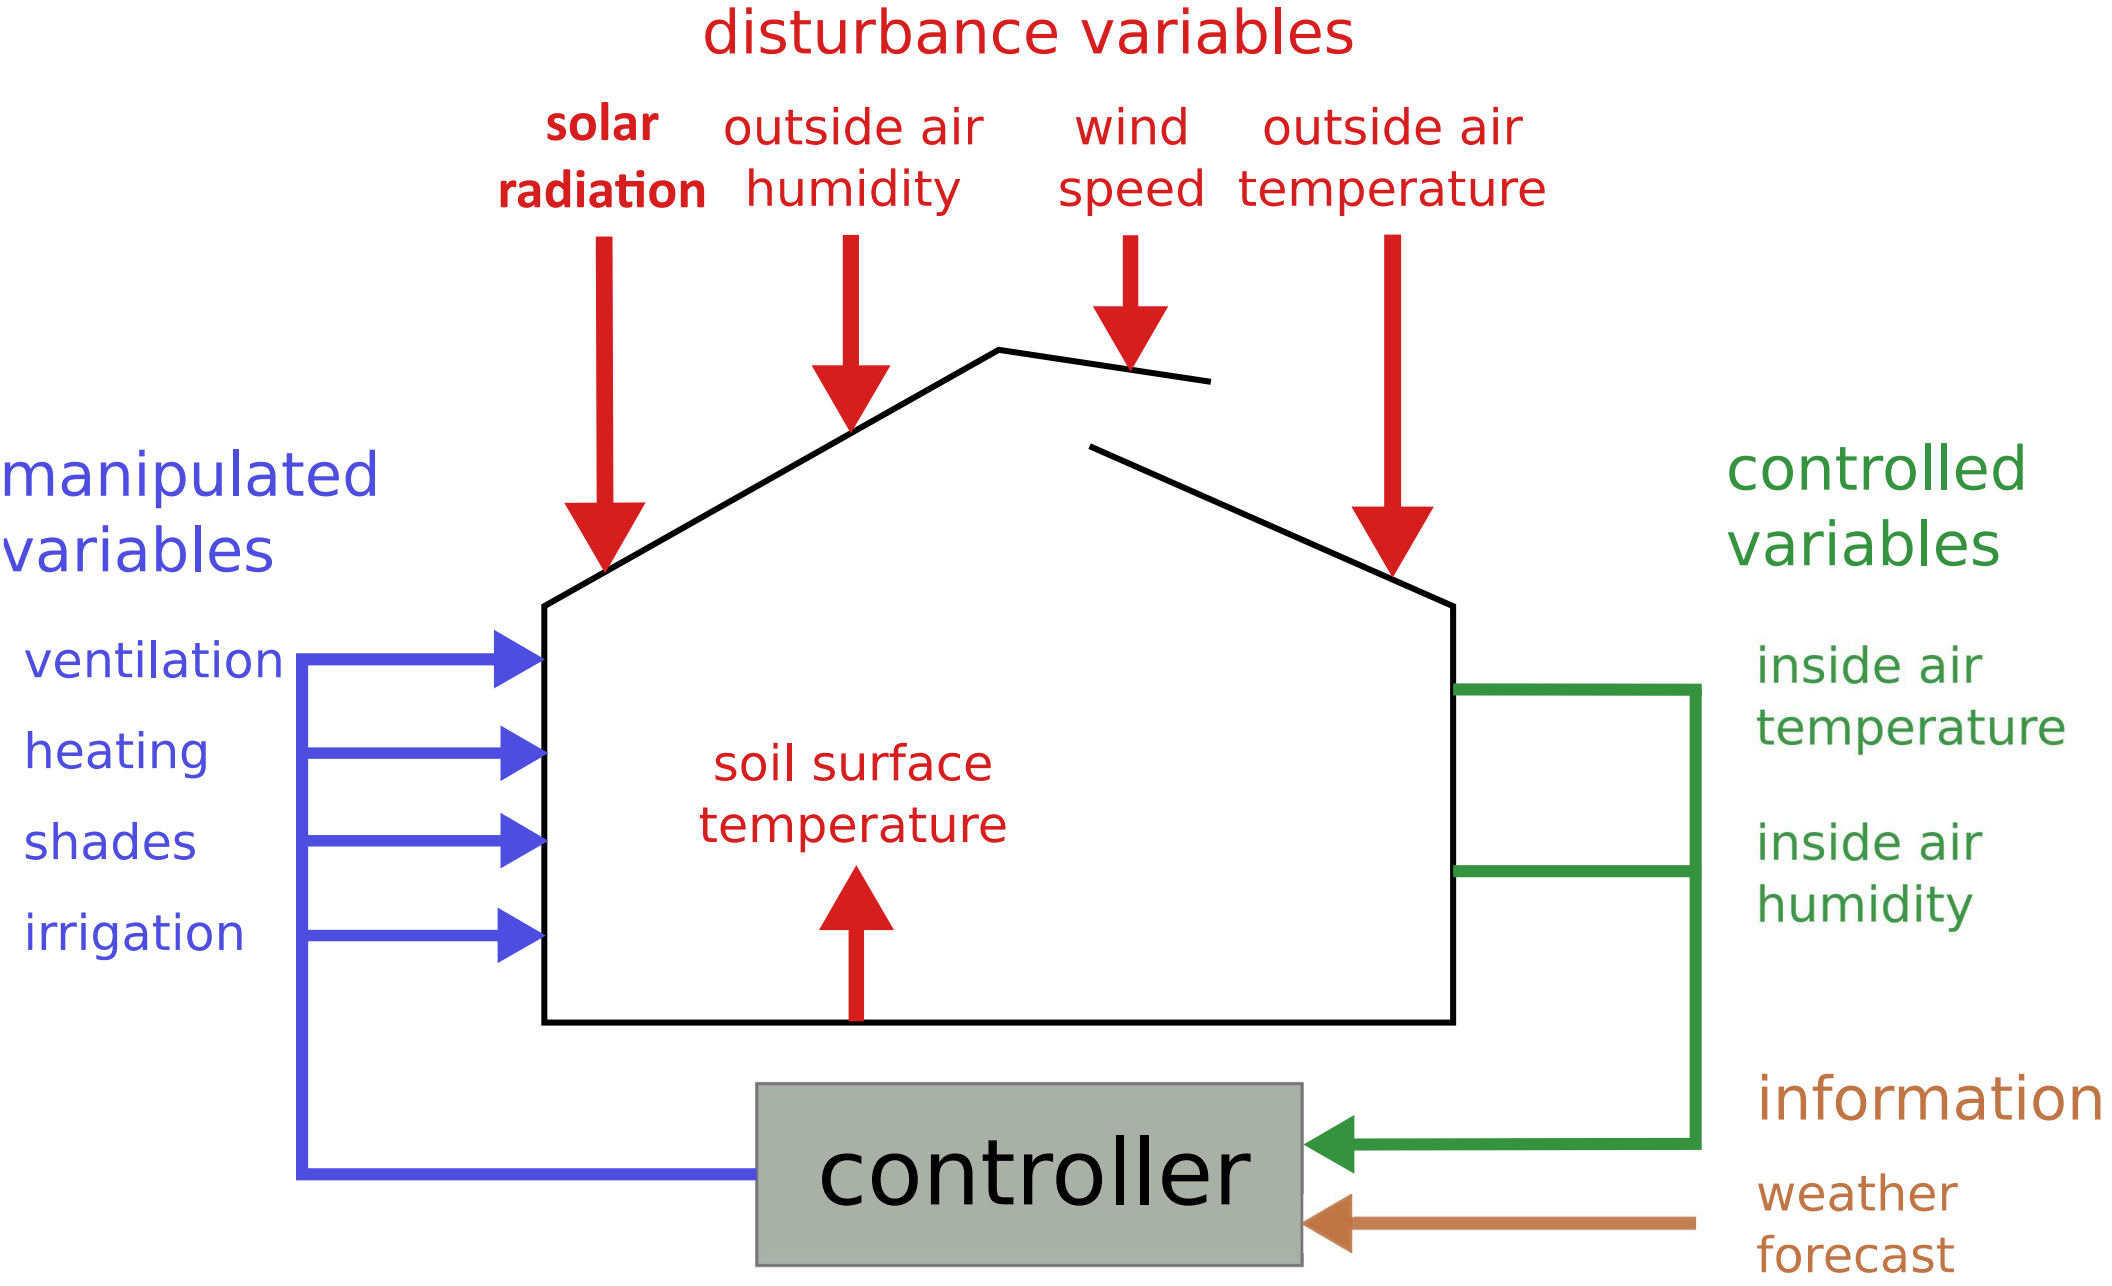 disturbance variables
solar
radiation
outside air
humidity
wind
speed
outside air
temperature
manipulated
variables
ventilation
heating
shades
irrigation
soil surface
temperature
controlled
variables
inside air
temperature
inside air
humidity
information
weather
forecast
controller